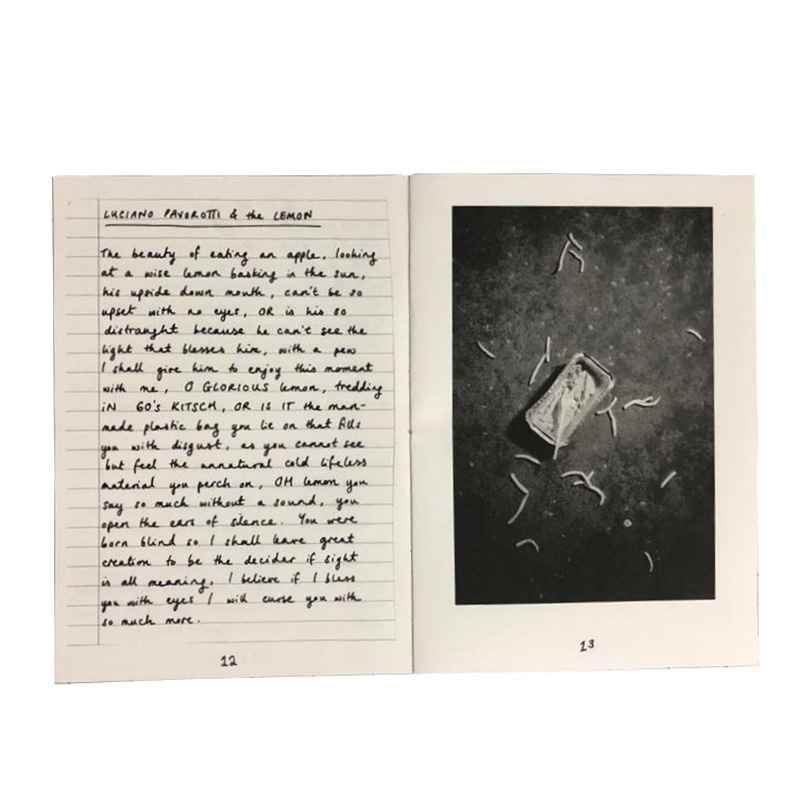 LUCIANO PAVOROTTI & the LEMON
The beauty of eating an apple, looking
at a wise lemon basking in the sun,
his upside down mouth, can't be so
upset with no eyes, OR is his so
distraught because he can't see the
light that blesses him, with a pen
I shall give him to enjoy this moment
with me, O GLORIOUS lemon, tredding
iN 60's KITSCH, OR IS IT the man-
made plastic bag you lie on that fills
you with disgust, as you cannot see
but feel the unnatural cold lifeless
material you perch on, OH lemon you
say so much without a sound, you
open the ears of silence. You were
born blind so I shall leave great
creation to be the decider if sight
is all meaning, I believe if I bless
you with eyes I will curse you with
so much more.
12
13